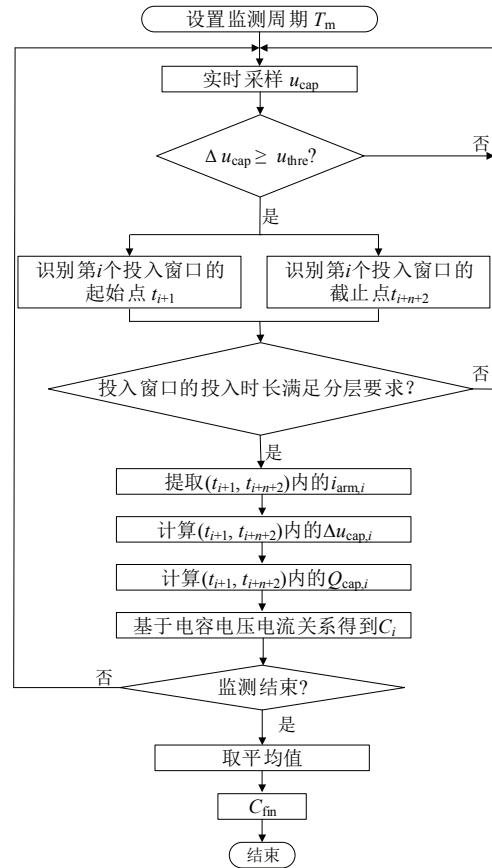 设置监测周期 Tm
实时采样 ucap
Δ ucap ≥ uthre?
否
是
识别第i个投入窗口的
起始点 ti+1
识别第i个投入窗口的
截止点ti+n+2
投入窗口的投入时长满足分层要求？
否
是
提取(ti+1, ti+n+2)内的iarm,i
计算(ti+1, ti+n+2)内的Δucap,i
计算(ti+1, ti+n+2)内的Qcap,i
基于电容电压电流关系得到Ci
否
监测结束?
是
取平均值
Cfin
结束